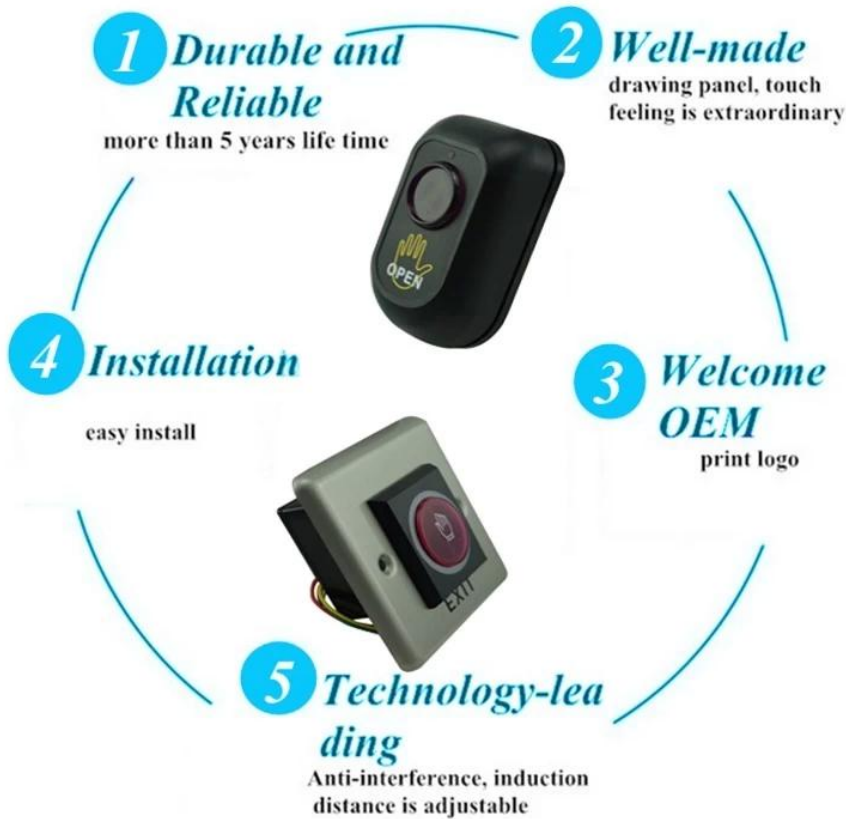 1
Durable and
Reliable
more than 5 years life time
2
Well-made
drawing panel, touch
feeling is extraordinary
OPEN
4
Installation
easy install
3
Welcome
OEM
print logo
EXIT
5
Technology-lea
ding
Anti-interference, induction
distance is adjustable